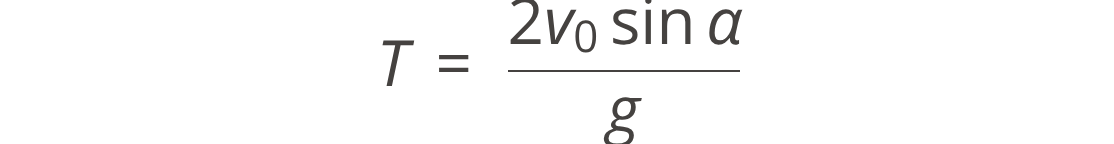 T = 2v₀ sin α / g